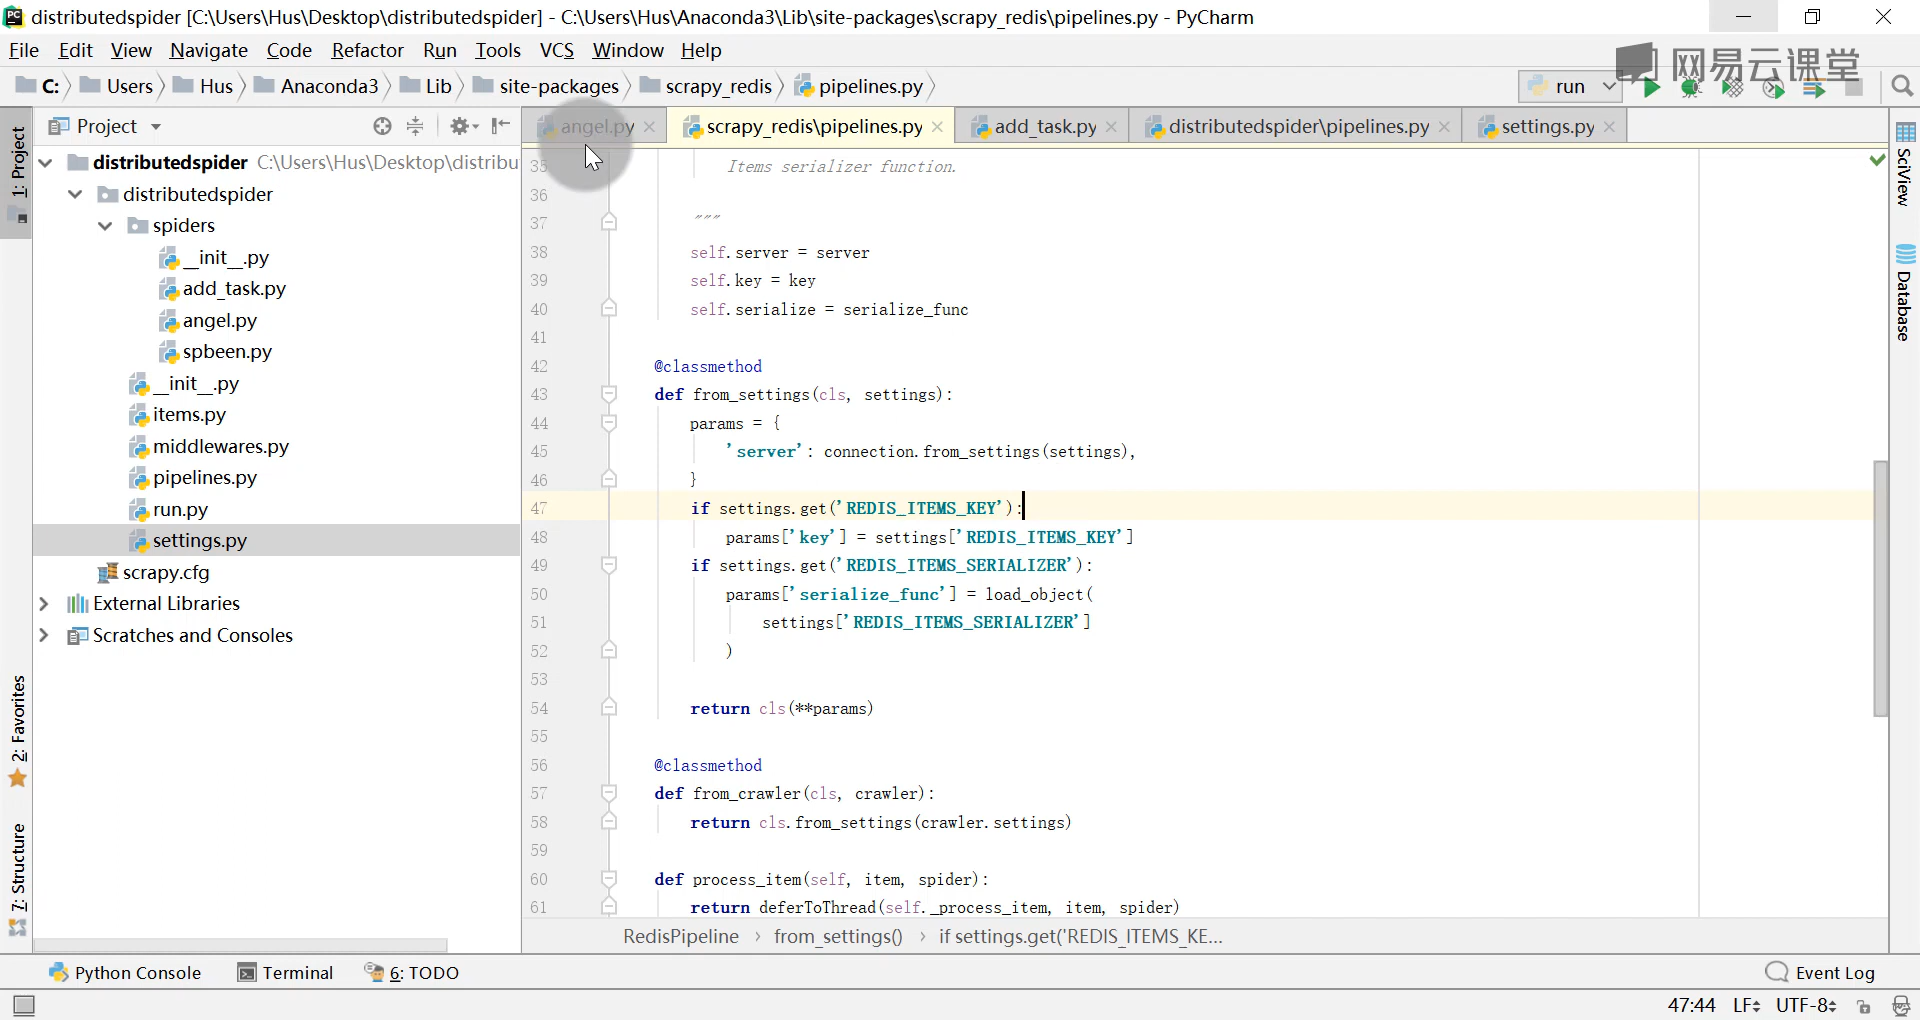 PC distributedspider [C:\Users\Hus\Desktop\distributedspider] - C:\Users\Hus\Anaconda3\Lib\site-packages\scrapy_redis\pipelines.py - PyCharm
File Edit View Navigate Code Refactor Run Tools VCS Window Help
网易云课堂
C: Users Hus Anaconda3 Lib site-packages scrapy_redis pipelines.py run
Project angel.py scrapy_redis\pipelines.py add_task.py distributedspider\pipelines.py settings.py
1: Project
2: Favorites
7: Structure
distributedspider C:\Users\Hus\Desktop\distribu
distributedspider
spiders
__init__.py
add_task.py
angel.py
spbeen.py
__init__.py
items.py
middlewares.py
pipelines.py
run.py
settings.py
scrapy.cfg
External Libraries
Scratches and Consoles
35 Items serializer function.
36
37 """
38 self.server = server
39 self.key = key
40 self.serialize = serialize_func
41
42 @classmethod
43 def from_settings(cls, settings):
44 params = {
45 'server': connection.from_settings(settings),
46 }
47 if settings.get('REDIS_ITEMS_KEY'):
48 params['key'] = settings['REDIS_ITEMS_KEY']
49 if settings.get('REDIS_ITEMS_SERIALIZER'):
50 params['serialize_func'] = load_object(
51 settings['REDIS_ITEMS_SERIALIZER']
52 )
53
54 return cls(**params)
55
56 @classmethod
57 def from_crawler(cls, crawler):
58 return cls.from_settings(crawler.settings)
59
60 def process_item(self, item, spider):
61 return deferToThread(self._process_item, item, spider)
RedisPipeline › from_settings() › if settings.get('REDIS_ITEMS_KE...
SciView
Database
Python Console Terminal 6: TODO Event Log
47:44 LF UTF-8